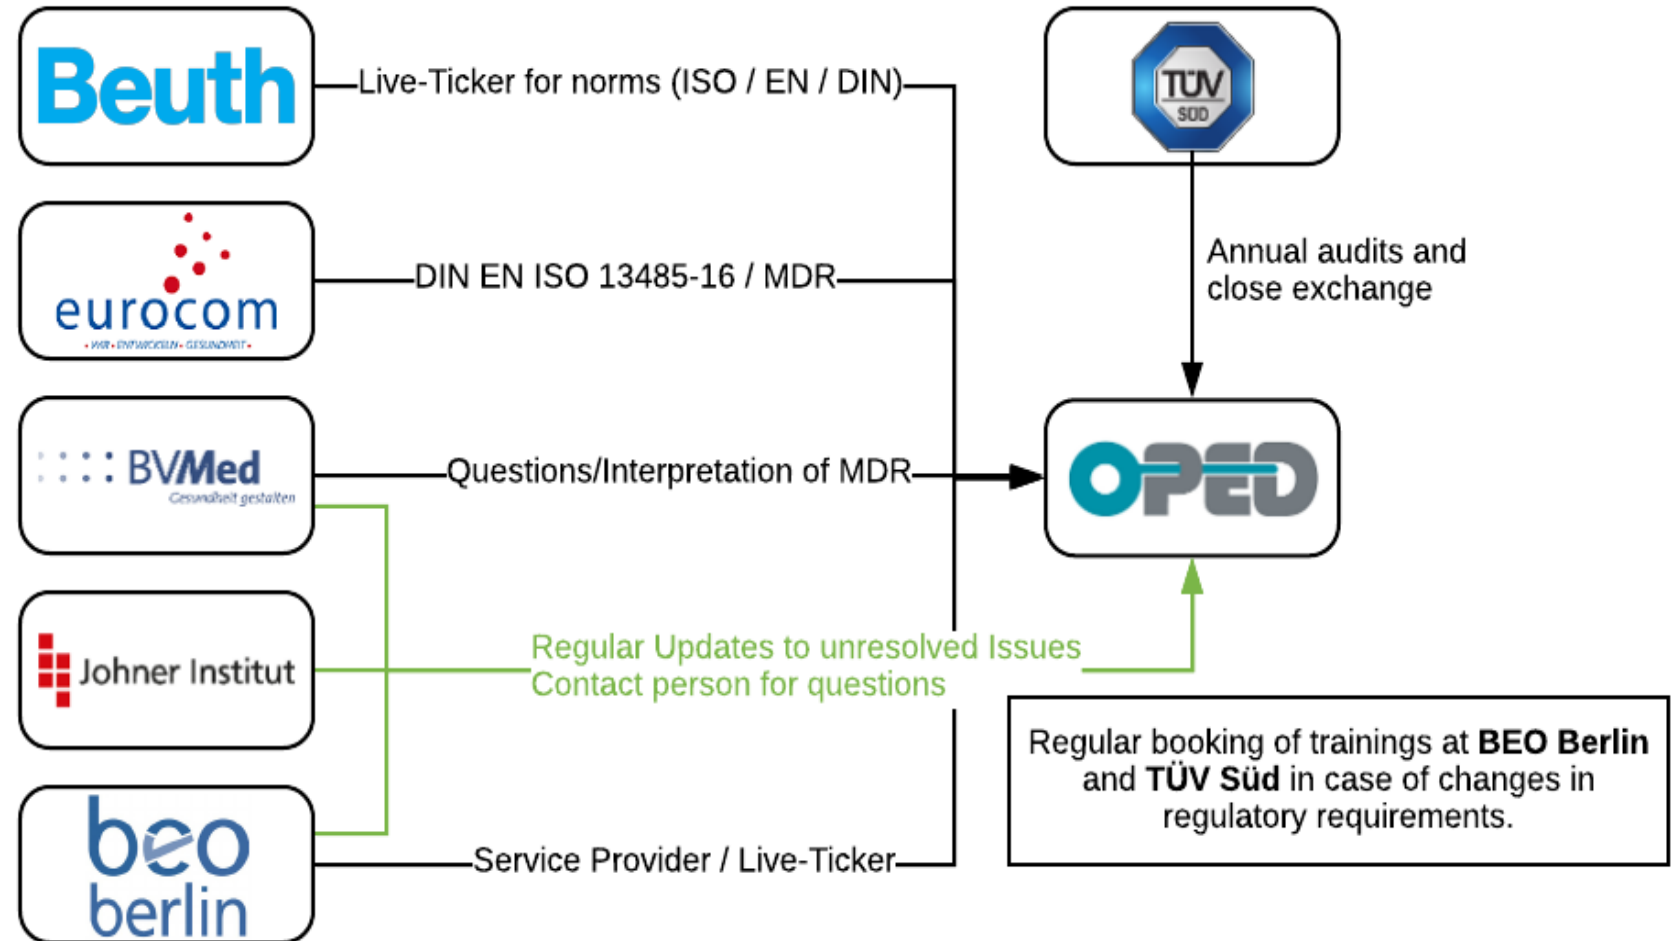 Beuth
Live-Ticker for norms (ISO / EN / DIN)
TÜV
SÜD
eurocom
• WIR • ENTWICKELN • GESUNDHEIT •
DIN EN ISO 13485-16 / MDR
Annual audits and
close exchange
BVMed
Gesundheit gestalten
Questions/Interpretation of MDR
OPED
Johner Institut
Regular Updates to unresolved Issues
Contact person for questions
Regular booking of trainings at BEO Berlin
and TÜV Süd in case of changes in
regulatory requirements.
beo
berlin
Service Provider / Live-Ticker